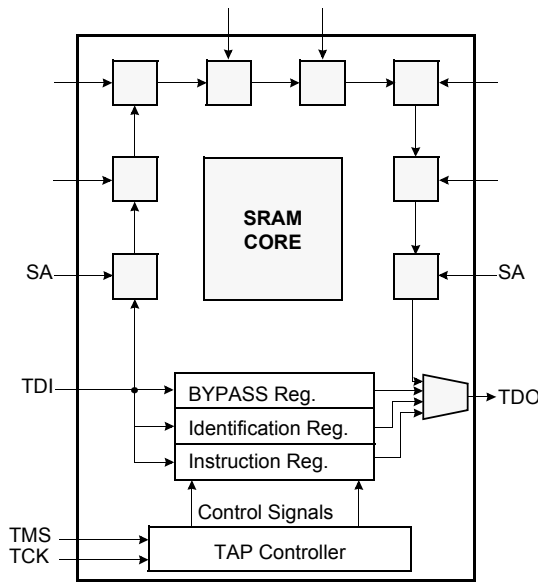 SRAM
CORE
SA
SA
TDI
BYPASS Reg.
TDO
Identification Reg.
Instruction Reg.
Control Signals
TMS
TCK
TAP Controller